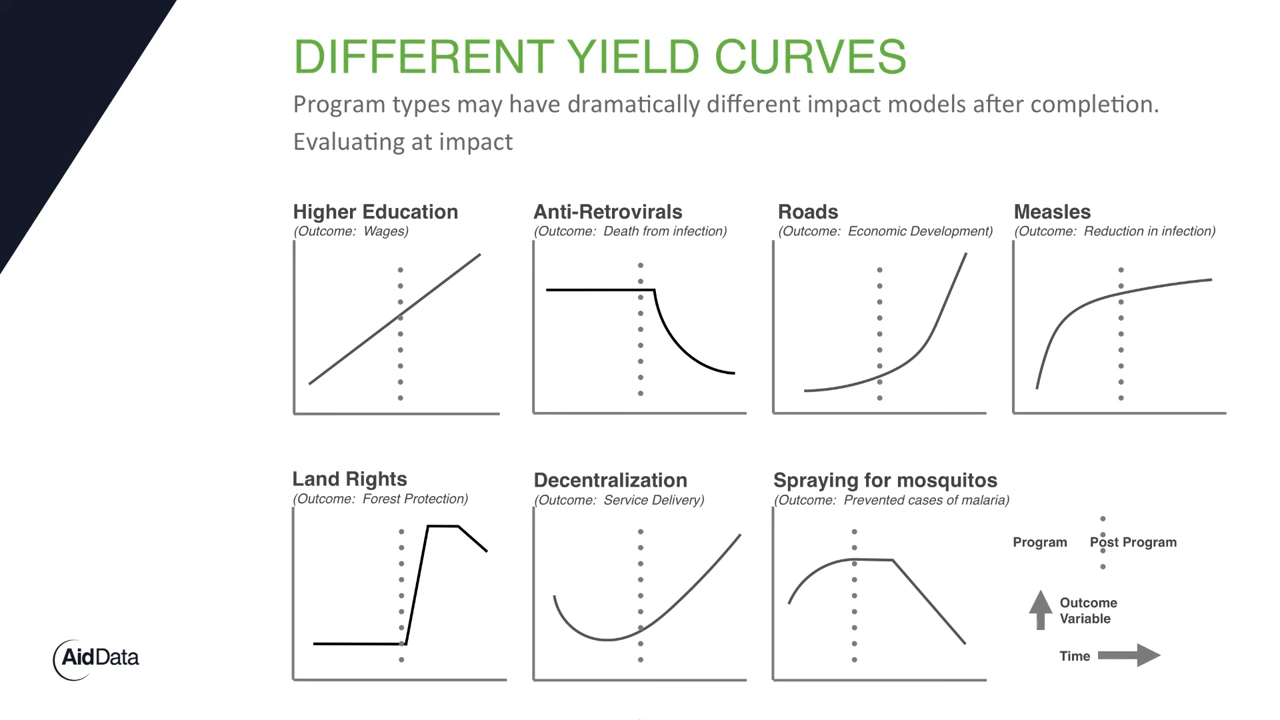 DIFFERENT YIELD CURVES
Program types may have dramatically different impact models after completion.
Evaluating at impact
Higher Education
(Outcome: Wages)
Anti-Retrovirals
(Outcome: Death from infection)
Roads
(Outcome: Economic Development)
Measles
(Outcome: Reduction in infection)
Land Rights
(Outcome: Forest Protection)
Decentralization
(Outcome: Service Delivery)
Spraying for mosquitos
(Outcome: Prevented cases of malaria)
Program Post Program
Outcome
Variable
Time
AidData